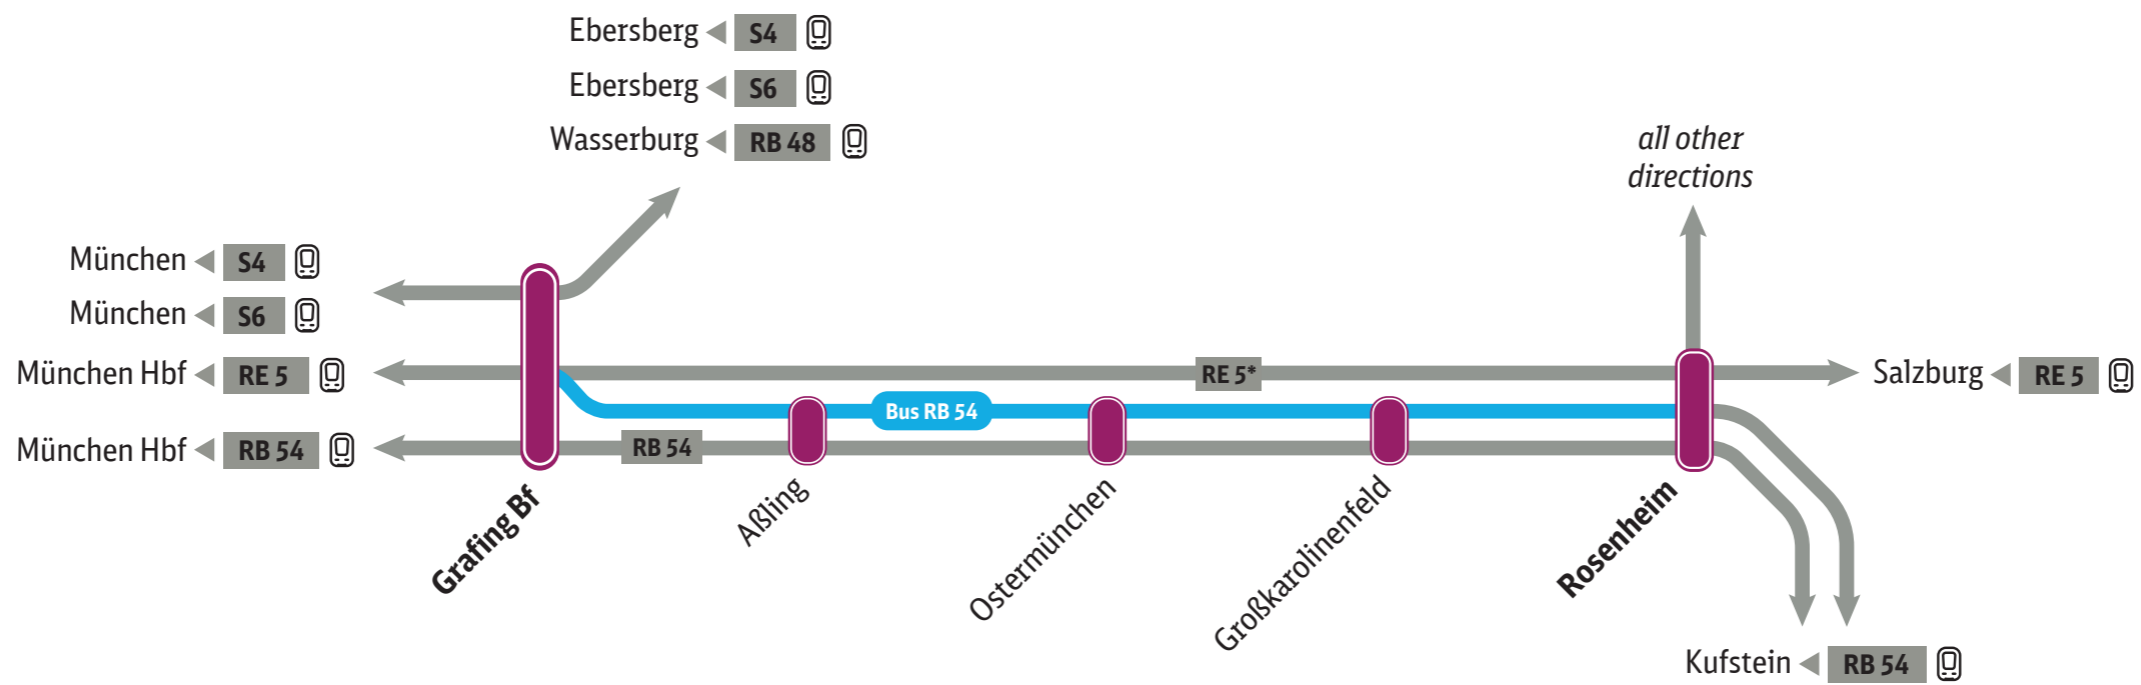 Ebersberg S4
Ebersberg S6
Wasserburg RB 48
all other
directions
München S4
München S6
München Hbf RE 5
RE 5*
Salzburg RE 5
Bus RB 54
München Hbf RB 54
RB 54
Grafing Bf
Aßling
Ostermünchen
Großkarolinenfeld
Rosenheim
Kufstein RB 54